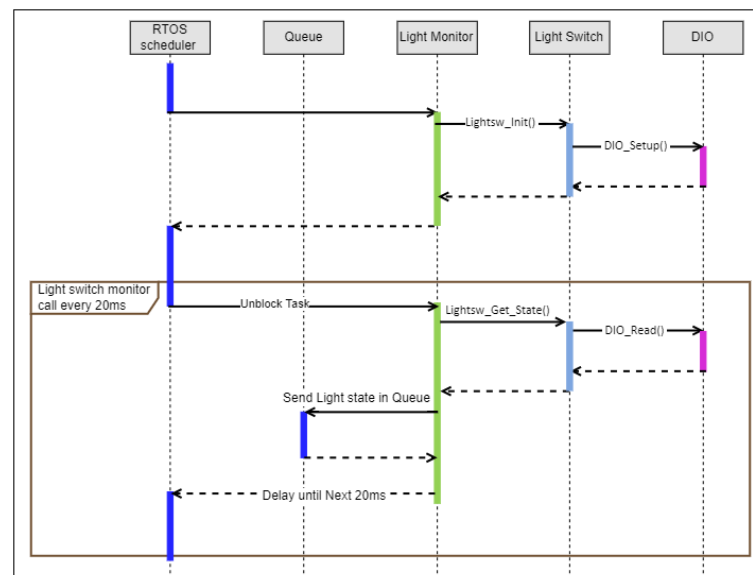 RTOS
scheduler
Queue
Light Monitor
Light Switch
DIO
Lightsw_Init()
DIO_Setup()
Light switch monitor
call every 20ms
Unblock Task
Lightsw_Get_State()
DIO_Read()
Send Light state in Queue
Delay until Next 20ms